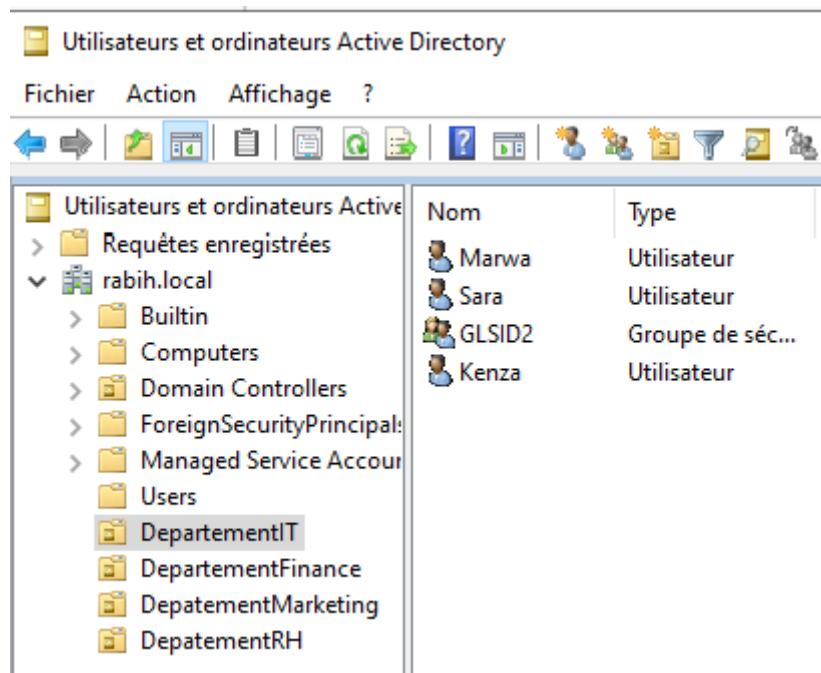 Utilisateurs et ordinateurs Active Directory
Fichier Action Affichage ?
Utilisateurs et ordinateurs Active
Requêtes enregistrées
rabih.local
Builtin
Computers
Domain Controllers
ForeignSecurityPrincipals
Managed Service Accour
Users
DepartementIT
DepartementFinance
DepatementMarketing
DepatementRH
Nom Type
Marwa Utilisateur
Sara Utilisateur
GLSID2 Groupe de séc...
Kenza Utilisateur